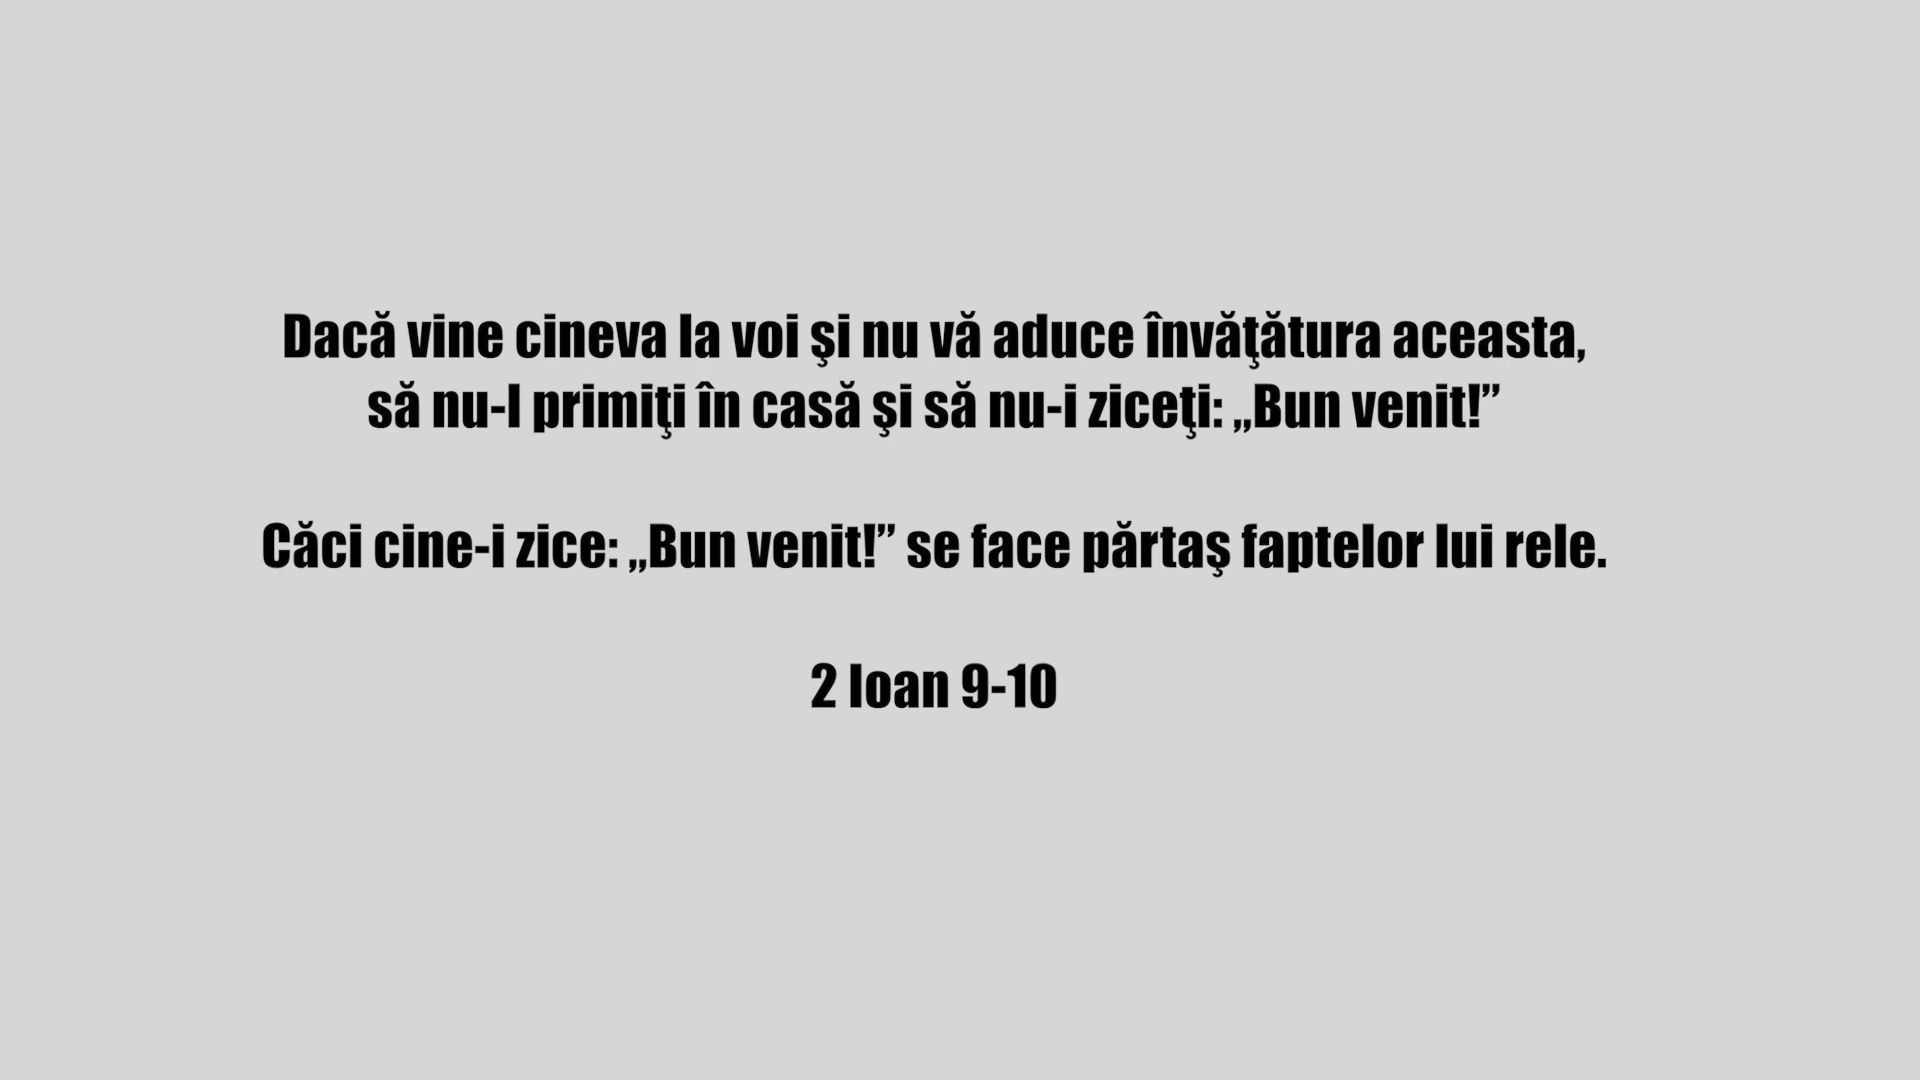 Dacă vine cineva la voi şi nu vă aduce învăţătura aceasta,
să nu-l primiţi în casă şi să nu-i ziceţi: „Bun venit!”
Căci cine-i zice: „Bun venit!” se face părtaş faptelor lui rele.
2 Ioan 9-10